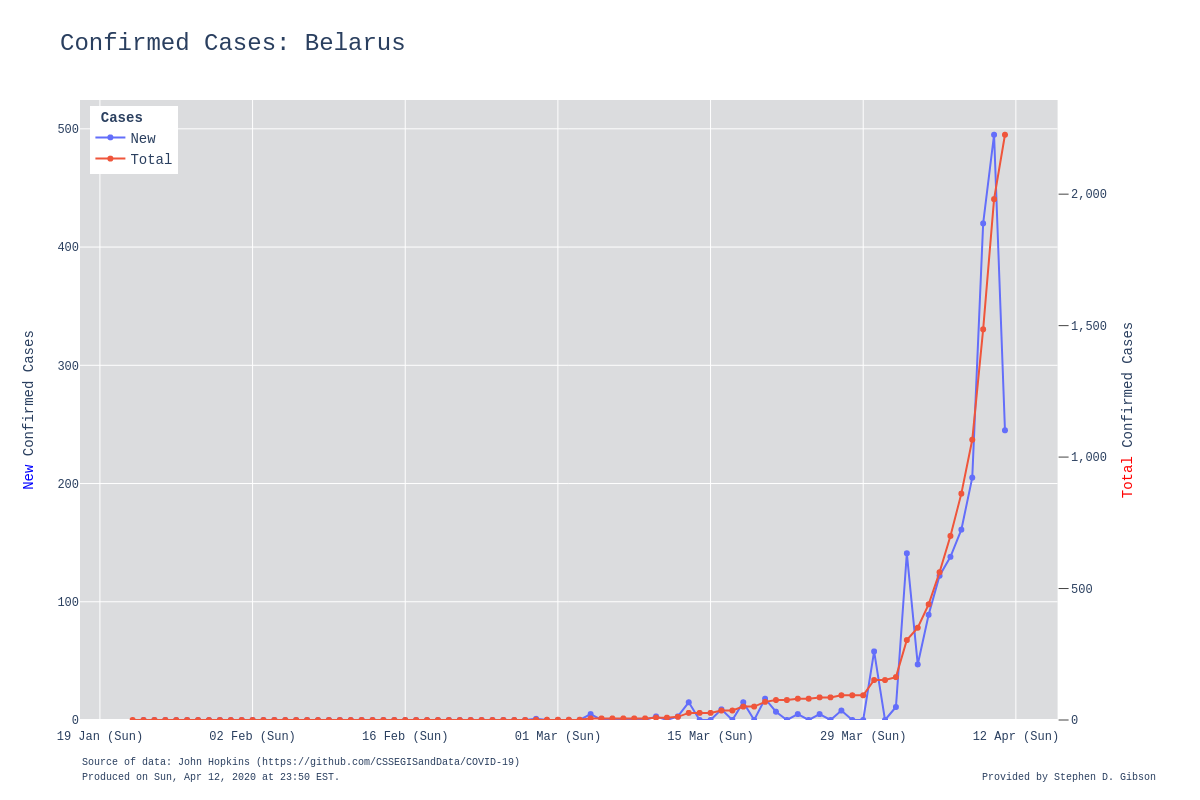 Confirmed Cases: Belarus
Cases
New
Total
500
400
300
200
100
0
New Confirmed Cases
2,000
1,500
1,000
500
0
Total Confirmed Cases
19 Jan (Sun) 02 Feb (Sun) 16 Feb (Sun) 01 Mar (Sun) 15 Mar (Sun) 29 Mar (Sun) 12 Apr (Sun)
Source of data: John Hopkins (https://github.com/CSSEGISandData/COVID-19)
Produced on Sun, Apr 12, 2020 at 23:50 EST.
Provided by Stephen D. Gibson